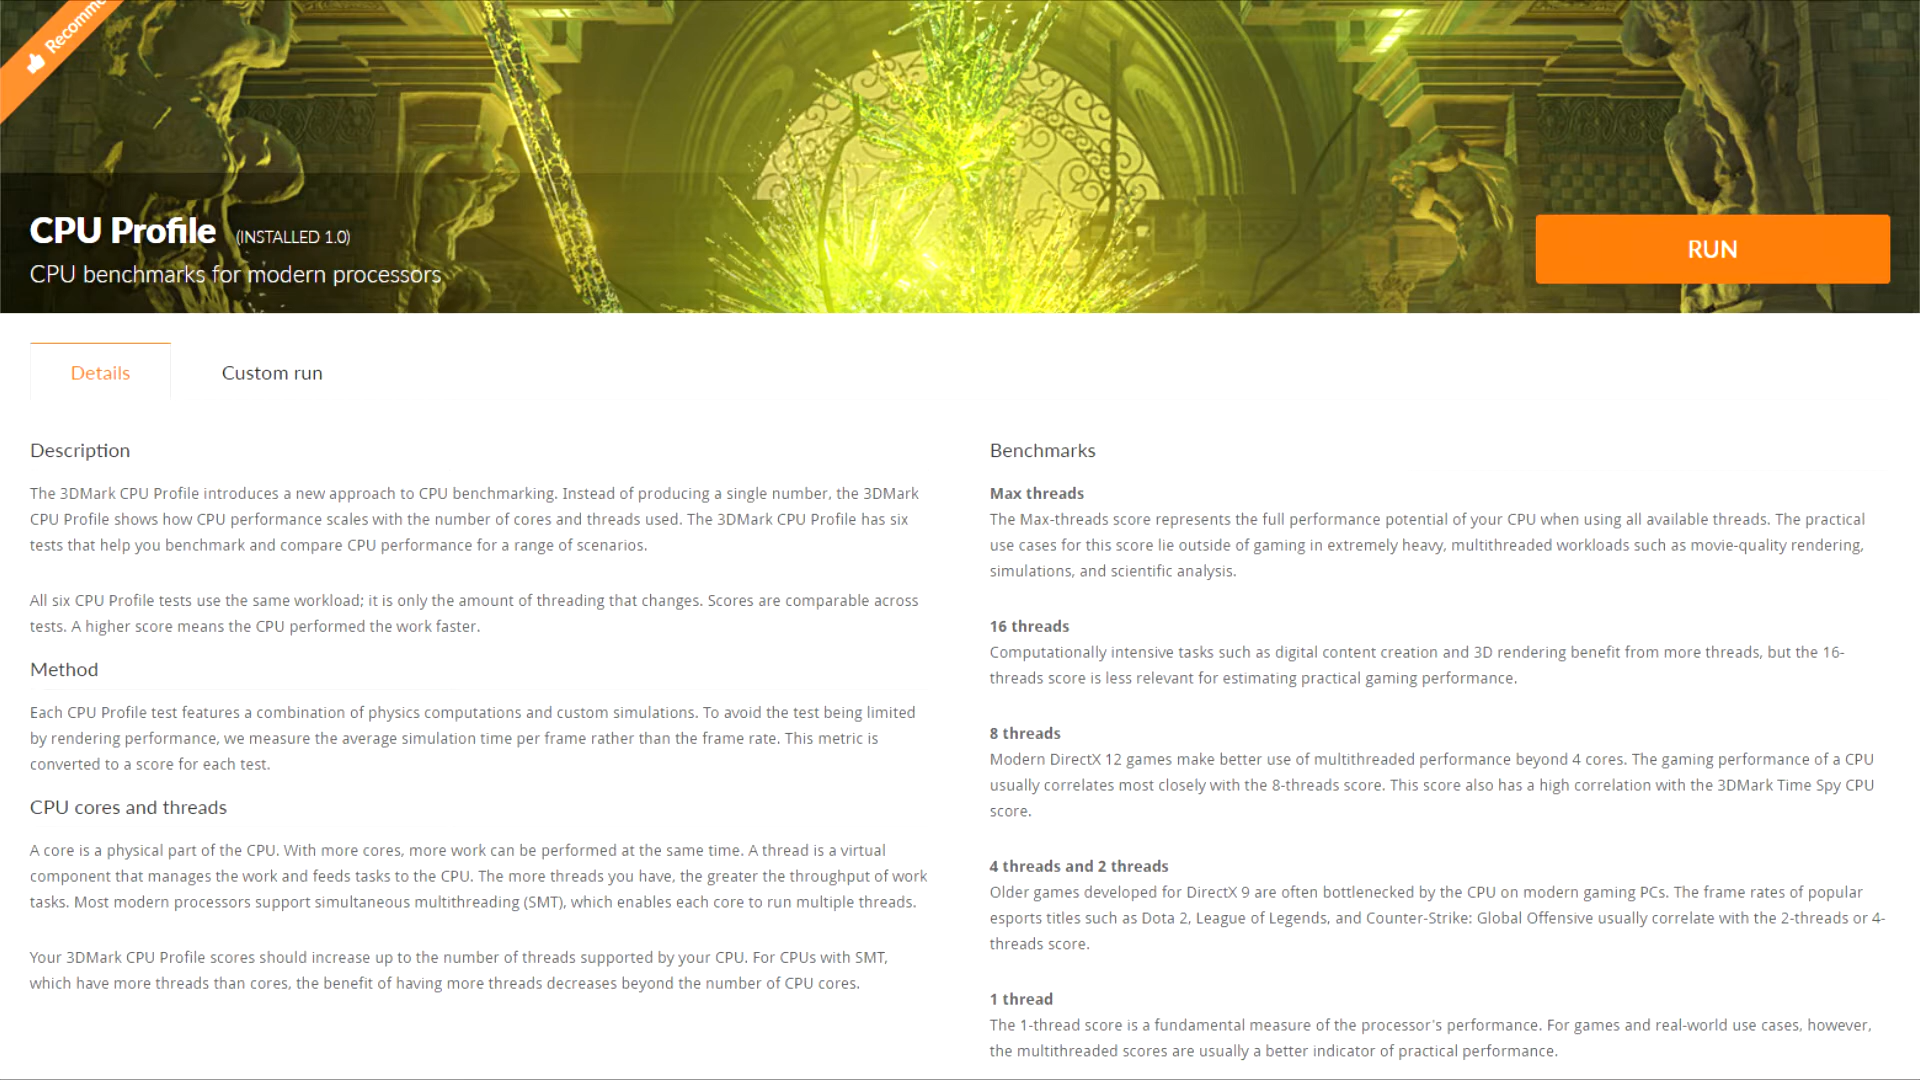 CPU Profile (INSTALLED 1.0)
CPU benchmarks for modern processors
RUN
Details
Custom run
Description
The 3DMark CPU Profile introduces a new approach to CPU benchmarking. Instead of producing a single number, the 3DMark
CPU Profile shows how CPU performance scales with the number of cores and threads used. The 3DMark CPU Profile has six
tests that help you benchmark and compare CPU performance for a range of scenarios.
All six CPU Profile tests use the same workload; it is only the amount of threading that changes. Scores are comparable across
tests. A higher score means the CPU performed the work faster.
Method
Each CPU Profile test features a combination of physics computations and custom simulations. To avoid the test being limited
by rendering performance, we measure the average simulation time per frame rather than the frame rate. This metric is
converted to a score for each test.
CPU cores and threads
A core is a physical part of the CPU. With more cores, more work can be performed at the same time. A thread is a virtual
component that manages the work and feeds tasks to the CPU. The more threads you have, the greater the throughput of work
tasks. Most modern processors support simultaneous multithreading (SMT), which enables each core to run multiple threads.
Your 3DMark CPU Profile scores should increase up to the number of threads supported by your CPU. For CPUs with SMT,
which have more threads than cores, the benefit of having more threads decreases beyond the number of CPU cores.
Benchmarks
Max threads
The Max-threads score represents the full performance potential of your CPU when using all available threads. The practical
use cases for this score lie outside of gaming in extremely heavy, multithreaded workloads such as movie-quality rendering,
simulations, and scientific analysis.
16 threads
Computationally intensive tasks such as digital content creation and 3D rendering benefit from more threads, but the 16-
threads score is less relevant for estimating practical gaming performance.
8 threads
Modern DirectX 12 games make better use of multithreaded performance beyond 4 cores. The gaming performance of a CPU
usually correlates most closely with the 8-threads score. This score also has a high correlation with the 3DMark Time Spy CPU
score.
4 threads and 2 threads
Older games developed for DirectX 9 are often bottlenecked by the CPU on modern gaming PCs. The frame rates of popular
esports titles such as Dota 2, League of Legends, and Counter-Strike: Global Offensive usually correlate with the 2-threads or 4-
threads score.
1 thread
The 1-thread score is a fundamental measure of the processor's performance. For games and real-world use cases, however,
the multithreaded scores are usually a better indicator of practical performance.